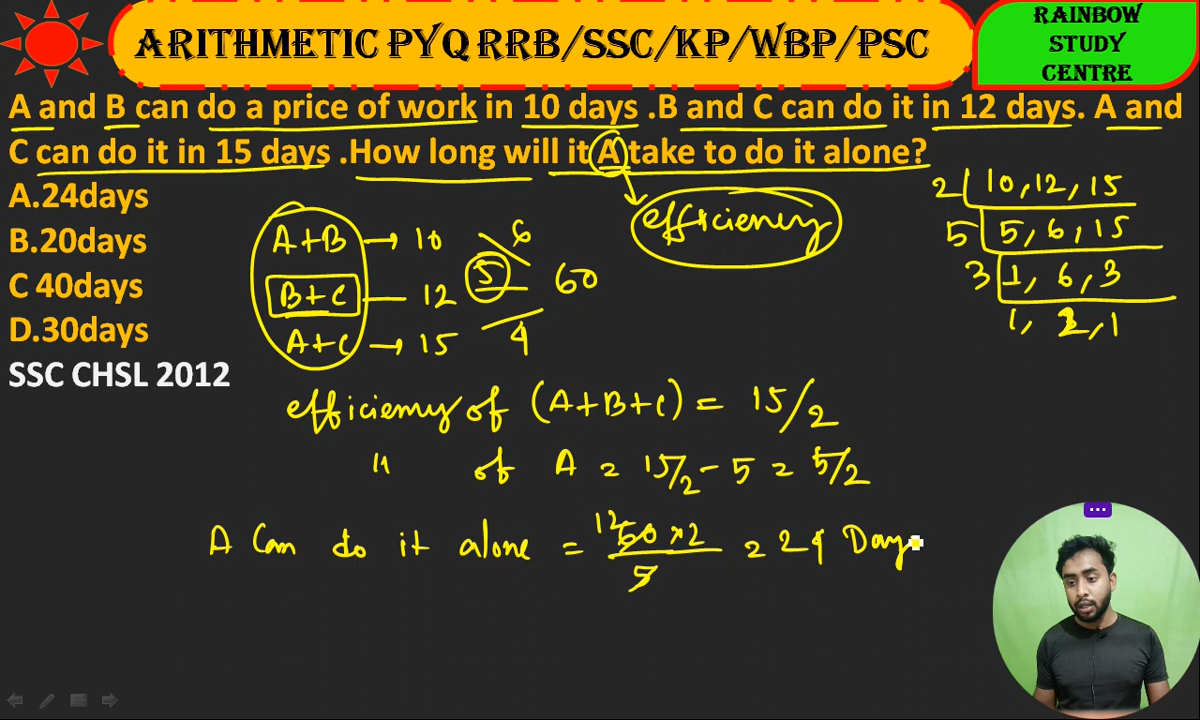 ARITHMETIC PYQ RRB/SSC/KP/WBP/PSC
RAINBOW
STUDY
CENTRE
A and B can do a price of work in 10 days .B and C can do it in 12 days. A and
C can do it in 15 days .How long will it A take to do it alone?
A.24days
B.20days
C 40days
D.30days
SSC CHSL 2012
efficiency
2 10, 12, 15
5 5, 6, 15
3 1, 6, 3
1, 2, 1
A+B → 10 6
B+C — 12 5 60
A+C → 15 4
efficiency of (A+B+C) = 15/2
" of A = 15/2 - 5 = 5/2
A Can do it alone = 12 60 x 2 / 5 = 24 Days